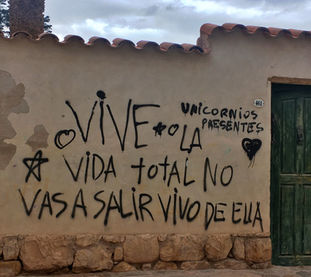 VIVE LA
VIDA total NO
VAS A SALIR VIVO DE ELLA
UNICORNIOS
PRESENTES